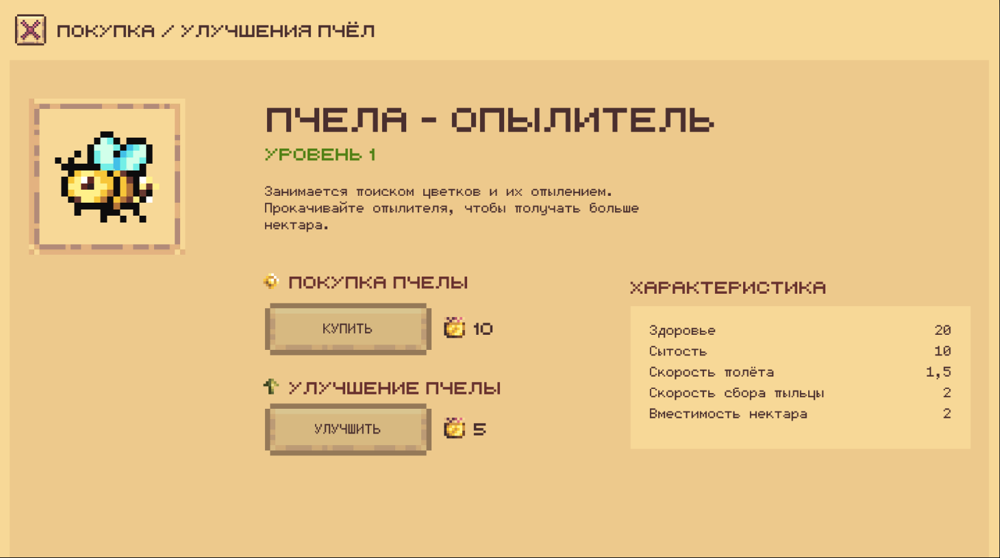 ПОКУПКА / УЛУЧШЕНИЯ ПЧЁЛ
ПЧЕЛА - ОПЫЛИТЕЛЬ
УРОВЕНЬ 1
Занимается поиском цветков и их опылением.
Прокачивайте опылителя, чтобы получать больше
нектара.
ПОКУПКА ПЧЕЛЫ
КУПИТЬ 10
УЛУЧШЕНИЕ ПЧЕЛЫ
УЛУЧШИТЬ 5
ХАРАКТЕРИСТИКА
Здоровье 20
Сытость 10
Скорость полёта 1,5
Скорость сбора пыльцы 2
Вместимость нектара 2